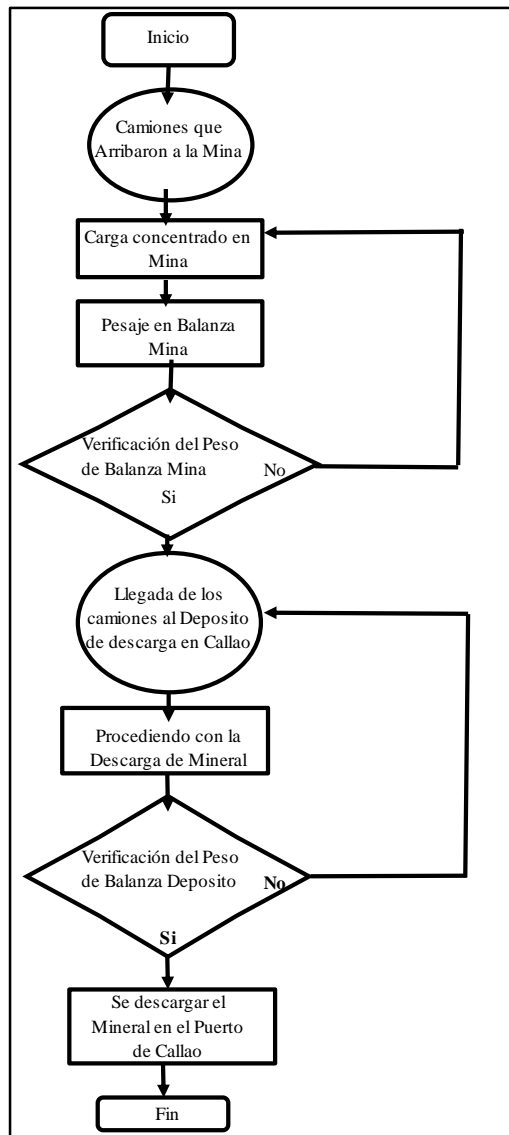 Inicio
Camiones que
Arribaron a la Mina
Carga concentrado en
Mina
Pesaje en Balanza
Mina
Verificación del Peso
de Balanza Mina
No
Si
Llegada de los
camiones al Deposito
de descarga en Callao
Procediendo con la
Descarga de Mineral
Verificación del Peso
de Balanza Deposito
No
Si
Se descargar el
Mineral en el Puerto
de Callao
Fin